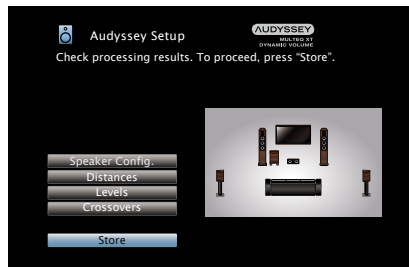 Audyssey Setup
AUDYSSEY
MULTEQ XT
DYNAMIC VOLUME
Check processing results. To proceed, press “Store”.
Speaker Config.
Distances
Levels
Crossovers
Store